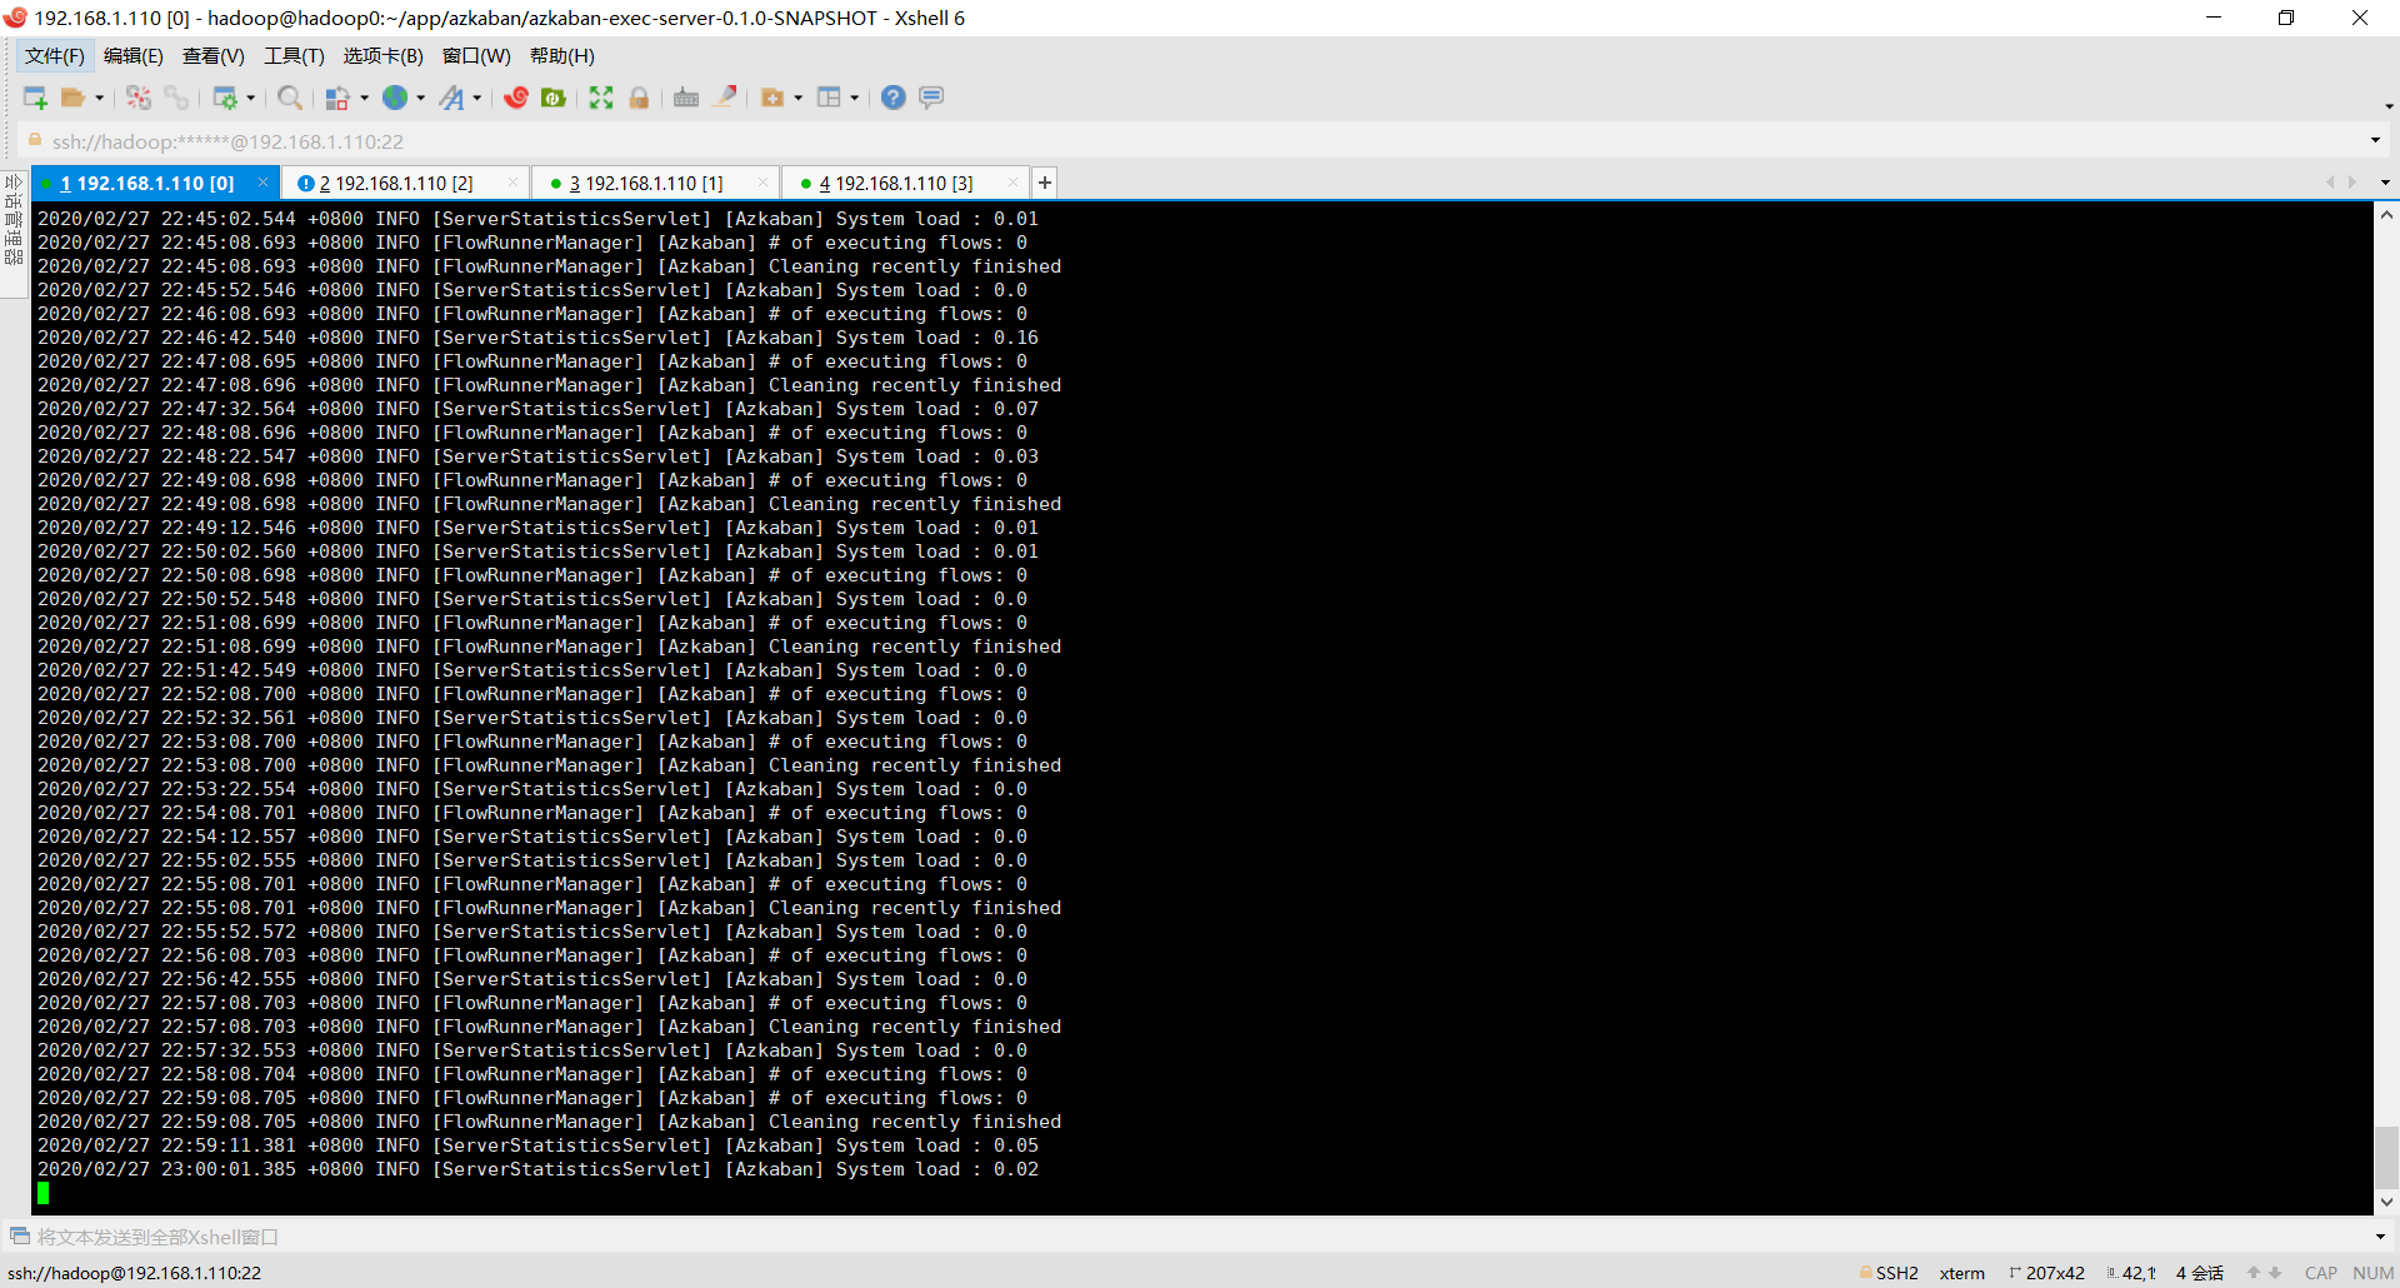 192.168.1.110 [0] - hadoop@hadoop0:~/app/azkaban/azkaban-exec-server-0.1.0-SNAPSHOT - Xshell 6
文件(F) 编辑(E) 查看(V) 工具(T) 选项卡(B) 窗口(W) 帮助(H)
ssh://hadoop:******@192.168.1.110:22
会话管理器
1 192.168.1.110 [0] 2 192.168.1.110 [2] 3 192.168.1.110 [1] 4 192.168.1.110 [3] +
2020/02/27 22:45:02.544 +0800 INFO [ServerStatisticsServlet] [Azkaban] System load : 0.01
2020/02/27 22:45:08.693 +0800 INFO [FlowRunnerManager] [Azkaban] # of executing flows: 0
2020/02/27 22:45:08.693 +0800 INFO [FlowRunnerManager] [Azkaban] Cleaning recently finished
2020/02/27 22:45:52.546 +0800 INFO [ServerStatisticsServlet] [Azkaban] System load : 0.0
2020/02/27 22:46:08.693 +0800 INFO [FlowRunnerManager] [Azkaban] # of executing flows: 0
2020/02/27 22:46:42.540 +0800 INFO [ServerStatisticsServlet] [Azkaban] System load : 0.16
2020/02/27 22:47:08.695 +0800 INFO [FlowRunnerManager] [Azkaban] # of executing flows: 0
2020/02/27 22:47:08.696 +0800 INFO [FlowRunnerManager] [Azkaban] Cleaning recently finished
2020/02/27 22:47:32.564 +0800 INFO [ServerStatisticsServlet] [Azkaban] System load : 0.07
2020/02/27 22:48:08.696 +0800 INFO [FlowRunnerManager] [Azkaban] # of executing flows: 0
2020/02/27 22:48:22.547 +0800 INFO [ServerStatisticsServlet] [Azkaban] System load : 0.03
2020/02/27 22:49:08.698 +0800 INFO [FlowRunnerManager] [Azkaban] # of executing flows: 0
2020/02/27 22:49:08.698 +0800 INFO [FlowRunnerManager] [Azkaban] Cleaning recently finished
2020/02/27 22:49:12.546 +0800 INFO [ServerStatisticsServlet] [Azkaban] System load : 0.01
2020/02/27 22:50:02.560 +0800 INFO [ServerStatisticsServlet] [Azkaban] System load : 0.01
2020/02/27 22:50:08.698 +0800 INFO [FlowRunnerManager] [Azkaban] # of executing flows: 0
2020/02/27 22:50:52.548 +0800 INFO [ServerStatisticsServlet] [Azkaban] System load : 0.0
2020/02/27 22:51:08.699 +0800 INFO [FlowRunnerManager] [Azkaban] # of executing flows: 0
2020/02/27 22:51:08.699 +0800 INFO [FlowRunnerManager] [Azkaban] Cleaning recently finished
2020/02/27 22:51:42.549 +0800 INFO [ServerStatisticsServlet] [Azkaban] System load : 0.0
2020/02/27 22:52:08.700 +0800 INFO [FlowRunnerManager] [Azkaban] # of executing flows: 0
2020/02/27 22:52:32.561 +0800 INFO [ServerStatisticsServlet] [Azkaban] System load : 0.0
2020/02/27 22:53:08.700 +0800 INFO [FlowRunnerManager] [Azkaban] # of executing flows: 0
2020/02/27 22:53:08.700 +0800 INFO [FlowRunnerManager] [Azkaban] Cleaning recently finished
2020/02/27 22:53:22.554 +0800 INFO [ServerStatisticsServlet] [Azkaban] System load : 0.0
2020/02/27 22:54:08.701 +0800 INFO [FlowRunnerManager] [Azkaban] # of executing flows: 0
2020/02/27 22:54:12.557 +0800 INFO [ServerStatisticsServlet] [Azkaban] System load : 0.0
2020/02/27 22:55:02.555 +0800 INFO [ServerStatisticsServlet] [Azkaban] System load : 0.0
2020/02/27 22:55:08.701 +0800 INFO [FlowRunnerManager] [Azkaban] # of executing flows: 0
2020/02/27 22:55:08.701 +0800 INFO [FlowRunnerManager] [Azkaban] Cleaning recently finished
2020/02/27 22:55:52.572 +0800 INFO [ServerStatisticsServlet] [Azkaban] System load : 0.0
2020/02/27 22:56:08.703 +0800 INFO [FlowRunnerManager] [Azkaban] # of executing flows: 0
2020/02/27 22:56:42.555 +0800 INFO [ServerStatisticsServlet] [Azkaban] System load : 0.0
2020/02/27 22:57:08.703 +0800 INFO [FlowRunnerManager] [Azkaban] # of executing flows: 0
2020/02/27 22:57:08.703 +0800 INFO [FlowRunnerManager] [Azkaban] Cleaning recently finished
2020/02/27 22:57:32.553 +0800 INFO [ServerStatisticsServlet] [Azkaban] System load : 0.0
2020/02/27 22:58:08.704 +0800 INFO [FlowRunnerManager] [Azkaban] # of executing flows: 0
2020/02/27 22:59:08.705 +0800 INFO [FlowRunnerManager] [Azkaban] # of executing flows: 0
2020/02/27 22:59:08.705 +0800 INFO [FlowRunnerManager] [Azkaban] Cleaning recently finished
2020/02/27 22:59:11.381 +0800 INFO [ServerStatisticsServlet] [Azkaban] System load : 0.05
2020/02/27 23:00:01.385 +0800 INFO [ServerStatisticsServlet] [Azkaban] System load : 0.02
将文本发送到全部Xshell窗口
ssh://hadoop@192.168.1.110:22 SSH2 xterm 207x42 42,1 4 会话 CAP NUM